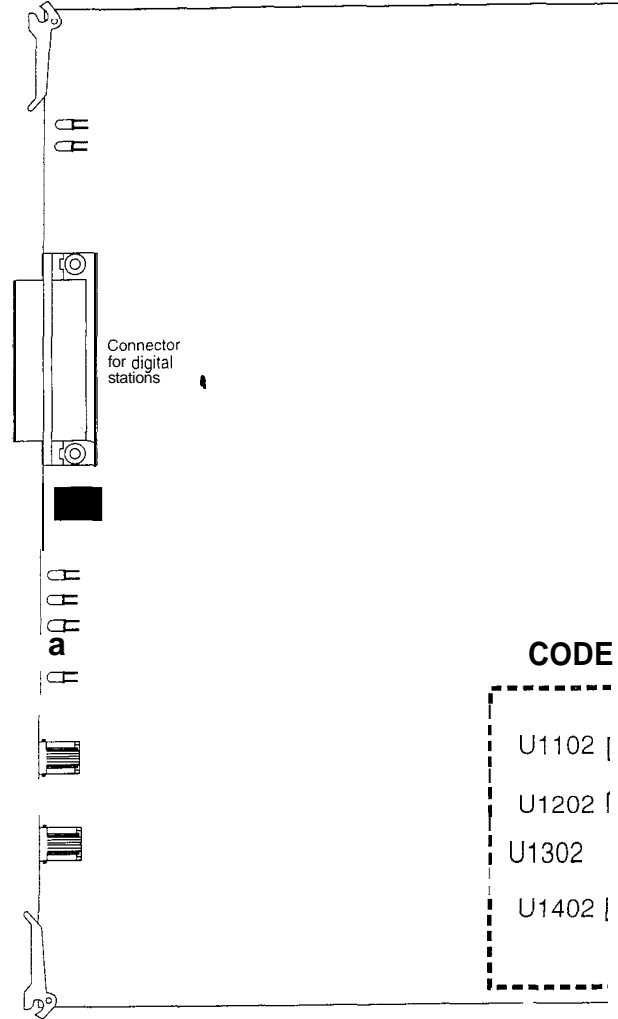 Connector
for digital
stations
a
CODE
U1102
U1202
U1302
U1402